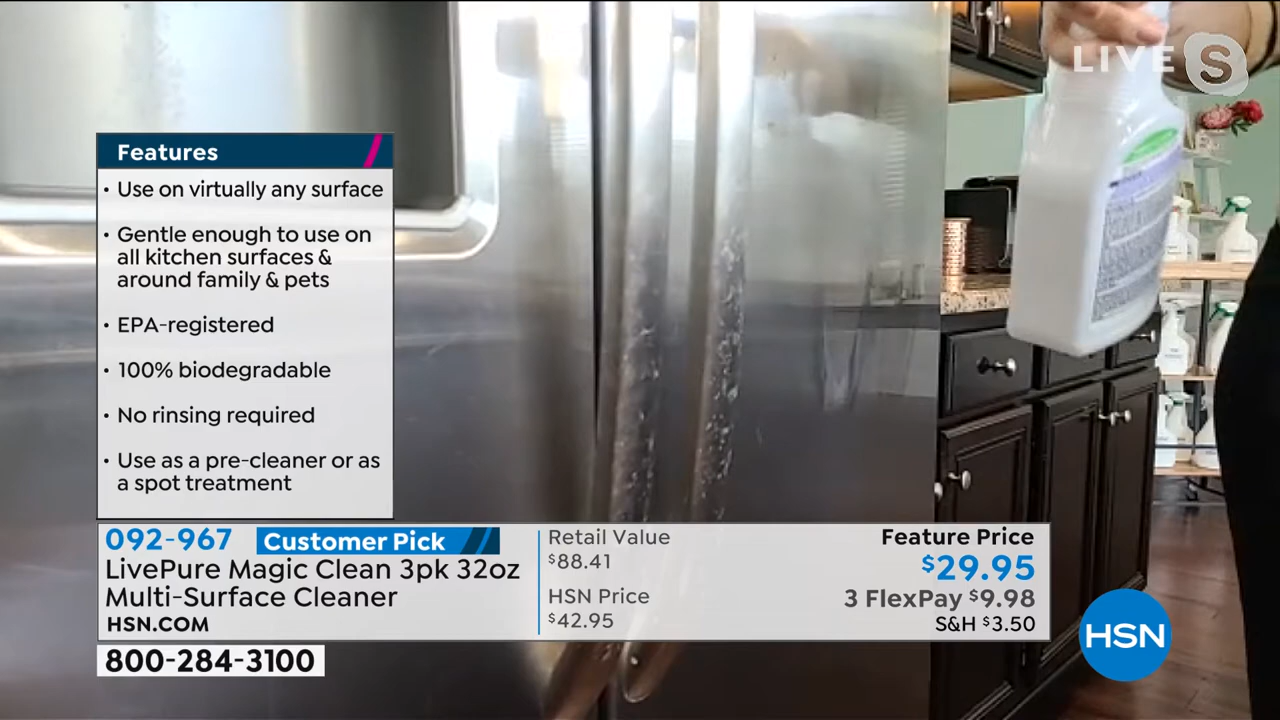 LIVE S
Features
• Use on virtually any surface
• Gentle enough to use on
all kitchen surfaces &
around family & pets
• EPA-registered
• 100% biodegradable
• No rinsing required
• Use as a pre-cleaner or as
a spot treatment
092-967 Customer Pick
LivePure Magic Clean 3pk 32oz
Multi-Surface Cleaner
HSN.COM
Retail Value
$88.41
HSN Price
$42.95
Feature Price
$29.95
3 FlexPay $9.98
S&H $3.50
800-284-3100
HSN